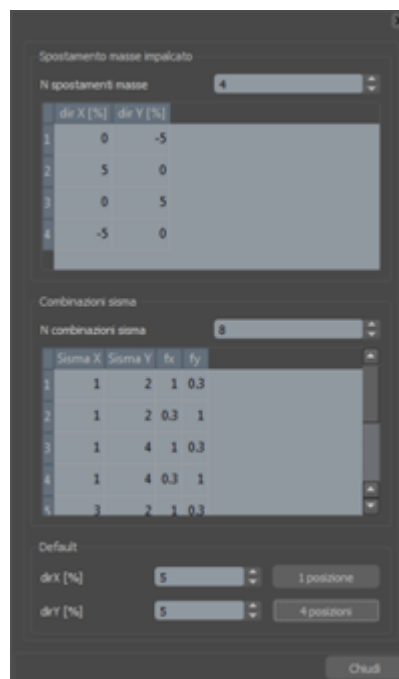 Spostamento masse impalcato
N spostamenti masse 4
dir X [%] dir Y [%]
1 0 -5
2 5 0
3 0 5
4 -5 0
Combinazioni sisma
N combinazioni sisma 8
Sisma X Sisma Y fx fy
1 1 2 1 0.3
2 1 2 0.3 1
3 1 4 1 0.3
4 1 4 0.3 1
5 3 2 1 0.3
Default
dirX [%] 5 1 posizione
dirY [%] 5 4 posizioni
Chiudi